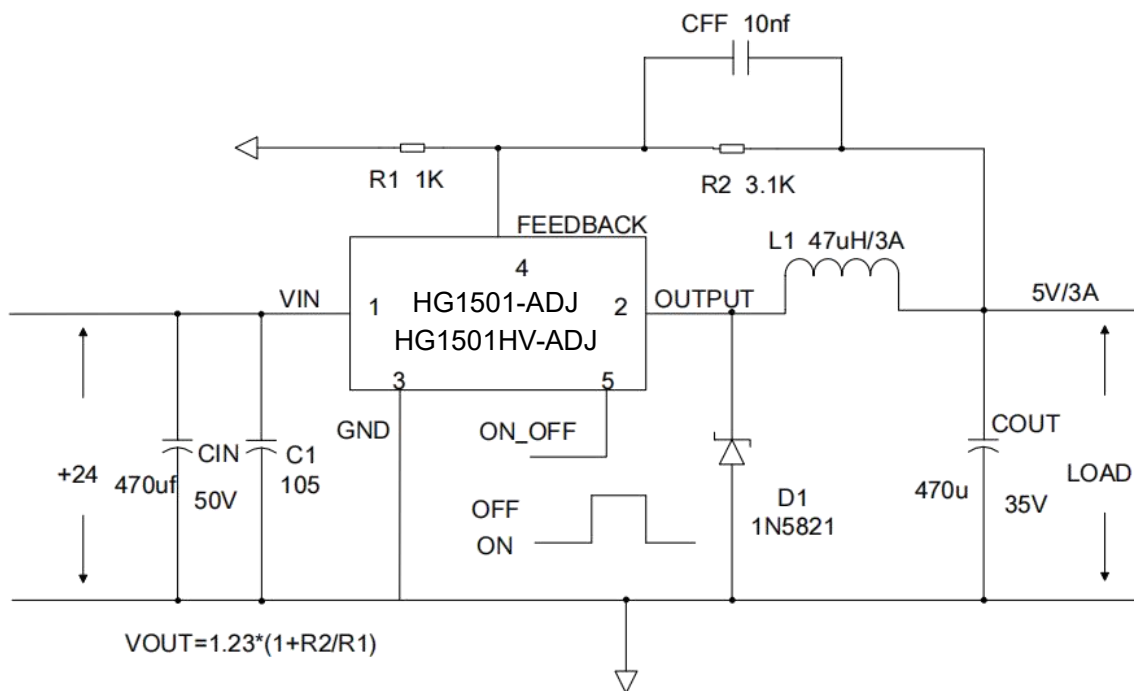 CFF 10nf
R1 1K
R2 3.1K
FEEDBACK
L1 47uH/3A
4
VIN
1
HG1501-ADJ
2
OUTPUT
5V/3A
HG1501HV-ADJ
3
5
GND
ON_OFF
COUT
CIN
C1
+24
470uf
105
LOAD
50V
470u
35V
D1
OFF
1N5821
ON
VOUT=1.23*(1+R2/R1)